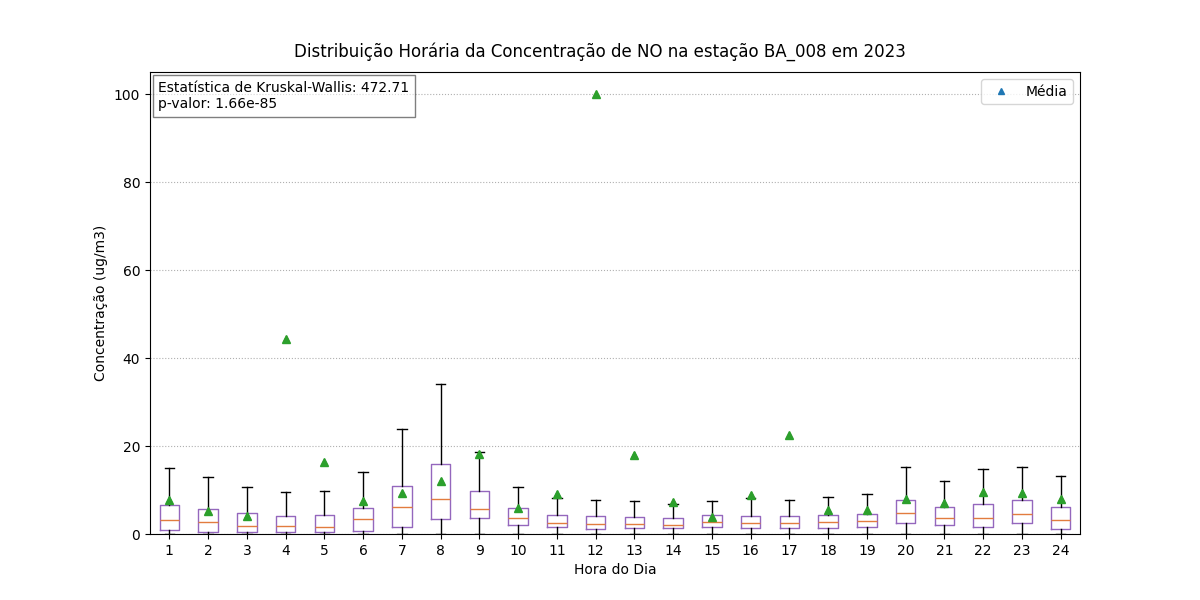 Distribuição Horária da Concentração de NO na estação BA_008 em 2023
Estatística de Kruskal-Wallis: 472.71
p-valor: 1.66e-85
Média
100
80
60
40
20
0
Concentração (ug/m3)
1 2 3 4 5 6 7 8 9 10 11 12 13 14 15 16 17 18 19 20 21 22 23 24
Hora do Dia